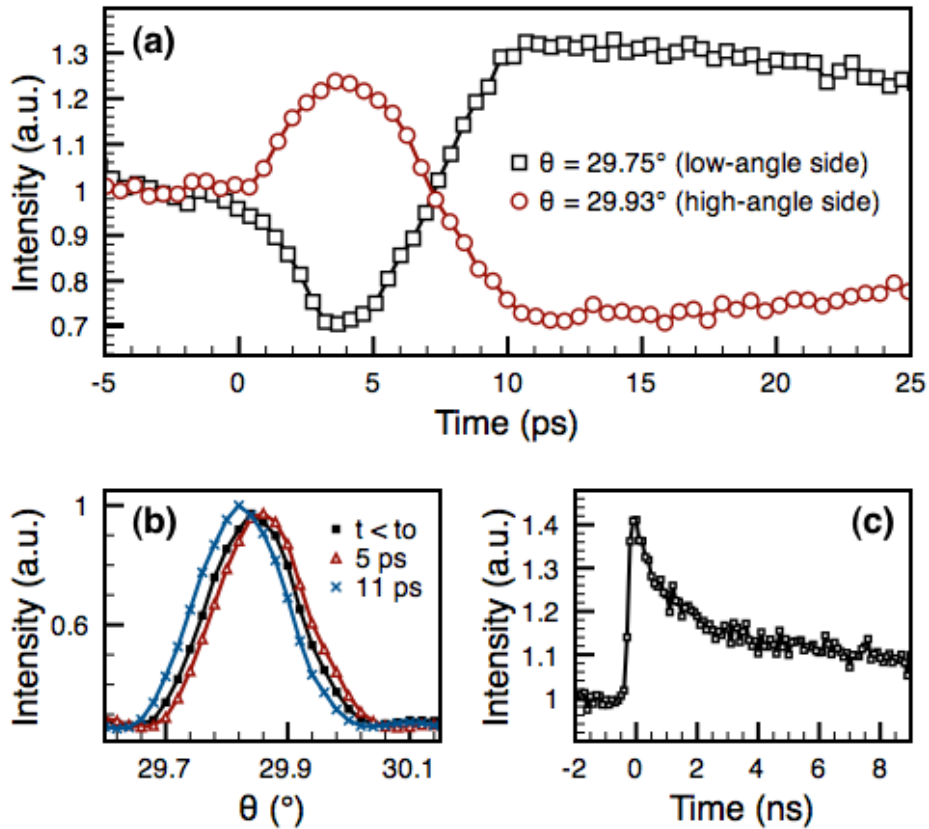 (a)
Intensity (a.u.)
1.3
1.2
1
0.9
0.8
0.7
θ = 29.75° (low-angle side)
θ = 29.93° (high-angle side)
-5 0 5 10 15 20 25
Time (ps)
(b)
Intensity (a.u.)
1
0.6
t < to
5 ps
11 ps
29.7 29.9 30.1
θ (°)
(c)
Intensity (a.u.)
1.4
1.3
1.2
1.1
1
-2 0 2 4 6 8
Time (ns)